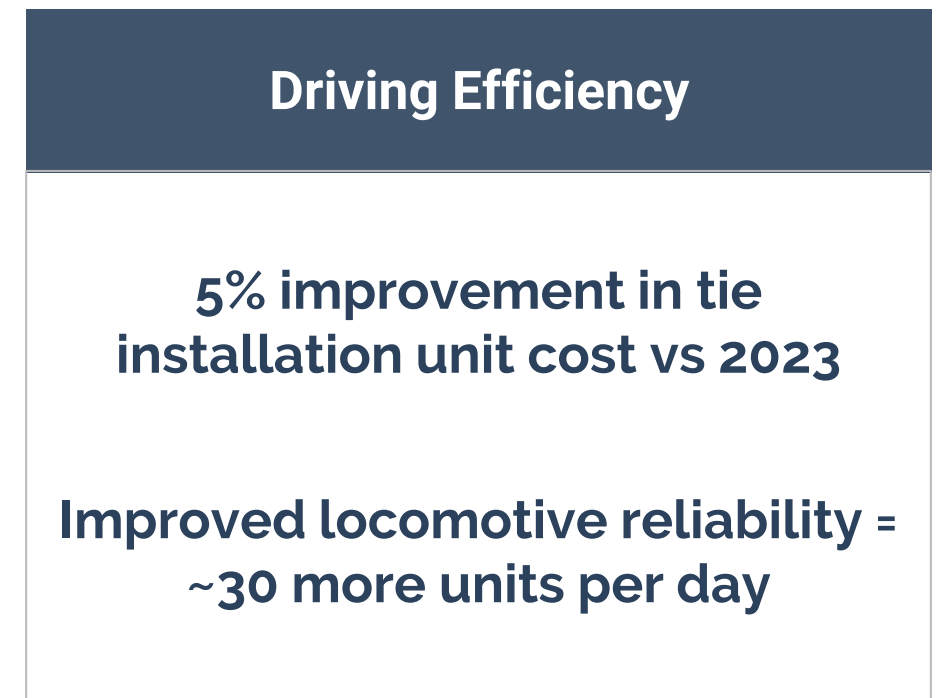 Driving Efficiency
5% improvement in tie
installation unit cost vs 2023
Improved locomotive reliability =
~30 more units per day